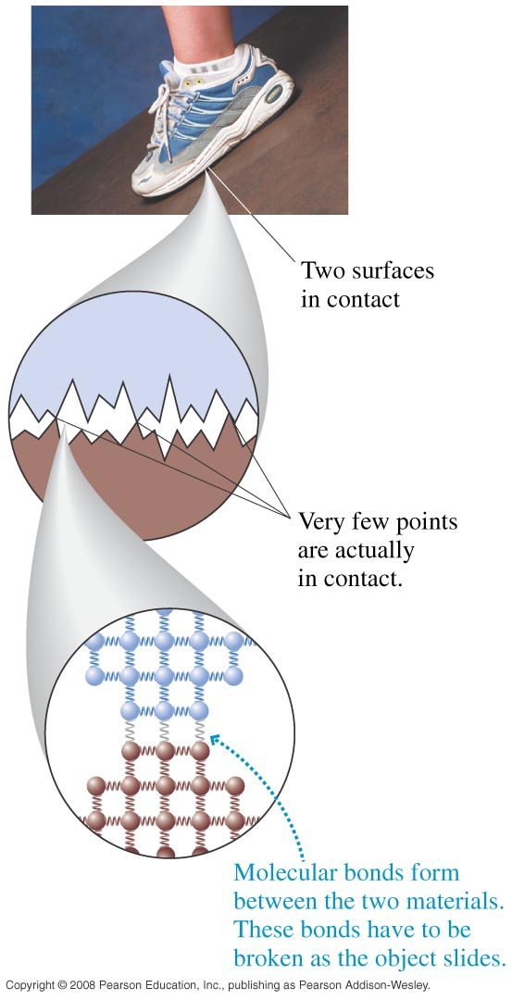 Two surfaces
in contact
Very few points
are actually
in contact.
Molecular bonds form
between the two materials.
These bonds have to be
broken as the object slides.
Copyright © 2008 Pearson Education, Inc., publishing as Pearson Addison-Wesley.